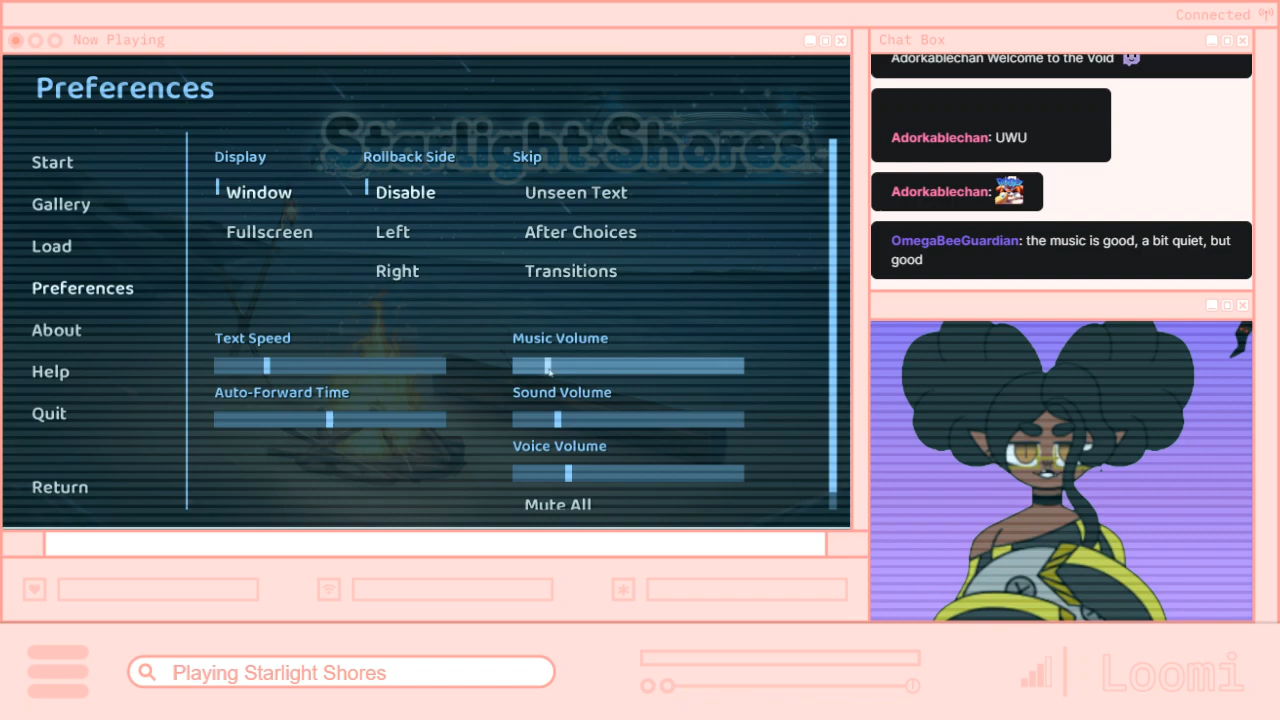 Connected
Now Playing
Preferences
Starlight Shores
Start
Gallery
Load
Preferences
About
Help
Quit
Return
Display
Window
Fullscreen
Rollback Side
Disable
Left
Right
Skip
Unseen Text
After Choices
Transitions
Text Speed
Auto-Forward Time
Music Volume
Sound Volume
Voice Volume
Mute All
Chat Box
Adorkablechan Welcome to the Void
Adorkablechan: UWU
Adorkablechan:
OmegaBeeGuardian: the music is good, a bit quiet, but
good
Playing Starlight Shores
Loomi